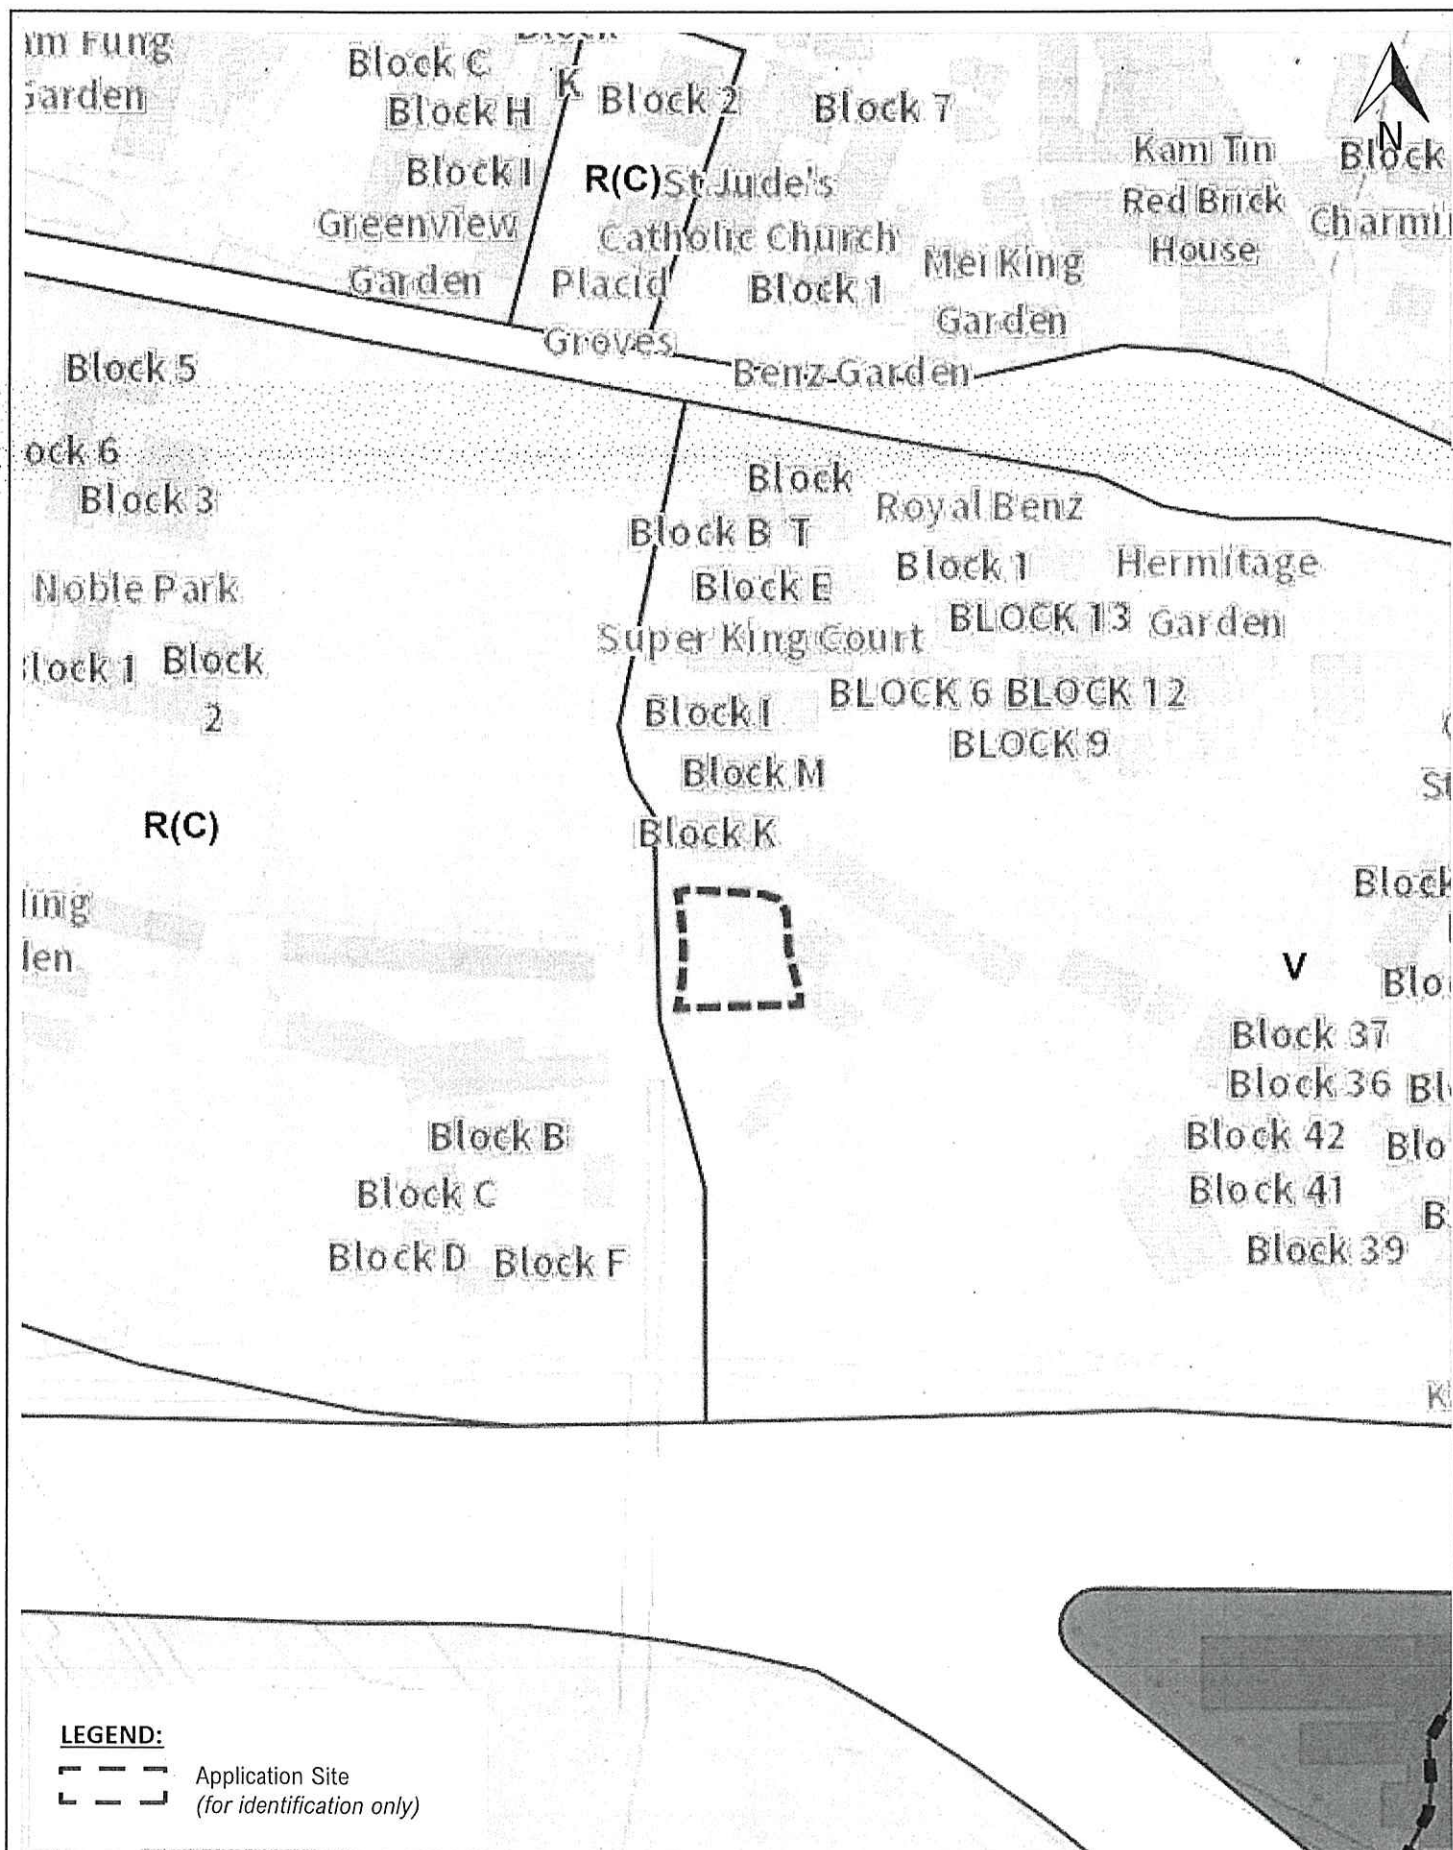 Garden
Block C
K
Block H
Block 2
Block 7
N
Kam Tin
Block
Block I
R(C)
St Jude's
Red Brick
House
Greenview
Garden
Catholic Church
Placid
Groves
Block 1
Mei King
Garden
Benz Garden
Block 5
Block 3
Block
Block B
T
Royal Benz
Block E
Block 1
Hermitage
Garden
Noble Park
BLOCK 13
Super King Court
Block
2
Block I
BLOCK 6
BLOCK 12
BLOCK 9
Block M
R(C)
Block K
V
Block 37
Block 36
Block B
Block 42
Block C
Block 41
Block D
Block F
Block 39
LEGEND:
Application Site
(for identification only)